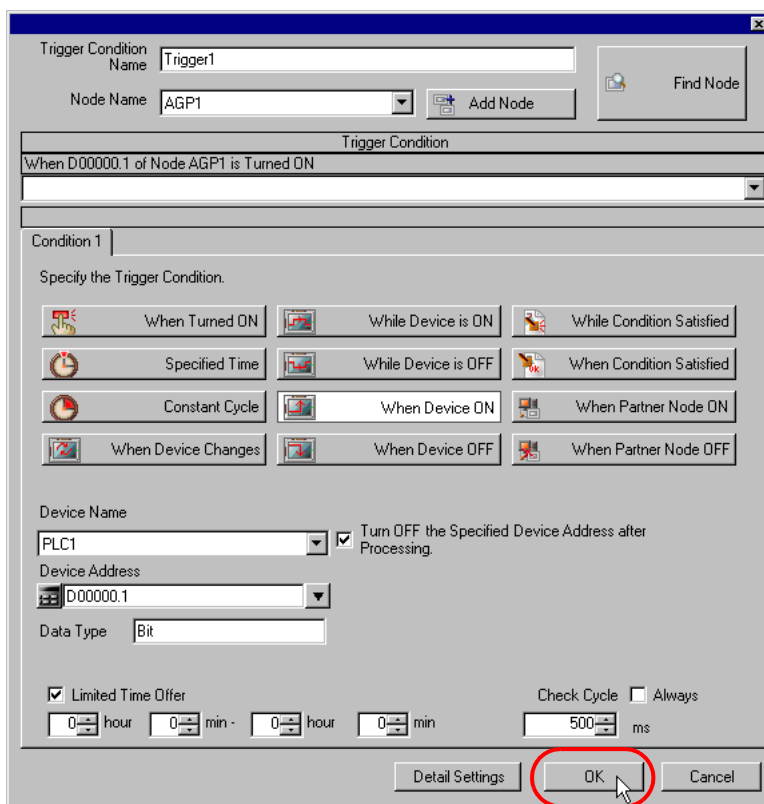 Trigger Condition Name Trigger1
Find Node
Node Name AGP1 Add Node
Trigger Condition
When D00000.1 of Node AGP1 is Turned ON
Condition 1
Specify the Trigger Condition.
When Turned ON While Device is ON While Condition Satisfied
Specified Time While Device is OFF When Condition Satisfied
Constant Cycle When Device ON When Partner Node ON
When Device Changes When Device OFF When Partner Node OFF
Device Name
PLC1 Turn OFF the Specified Device Address after Processing.
Device Address
D00000.1
Data Type Bit
Limited Time Offer Check Cycle Always
0 hour 0 min - 0 hour 0 min 500 ms
Detail Settings OK Cancel